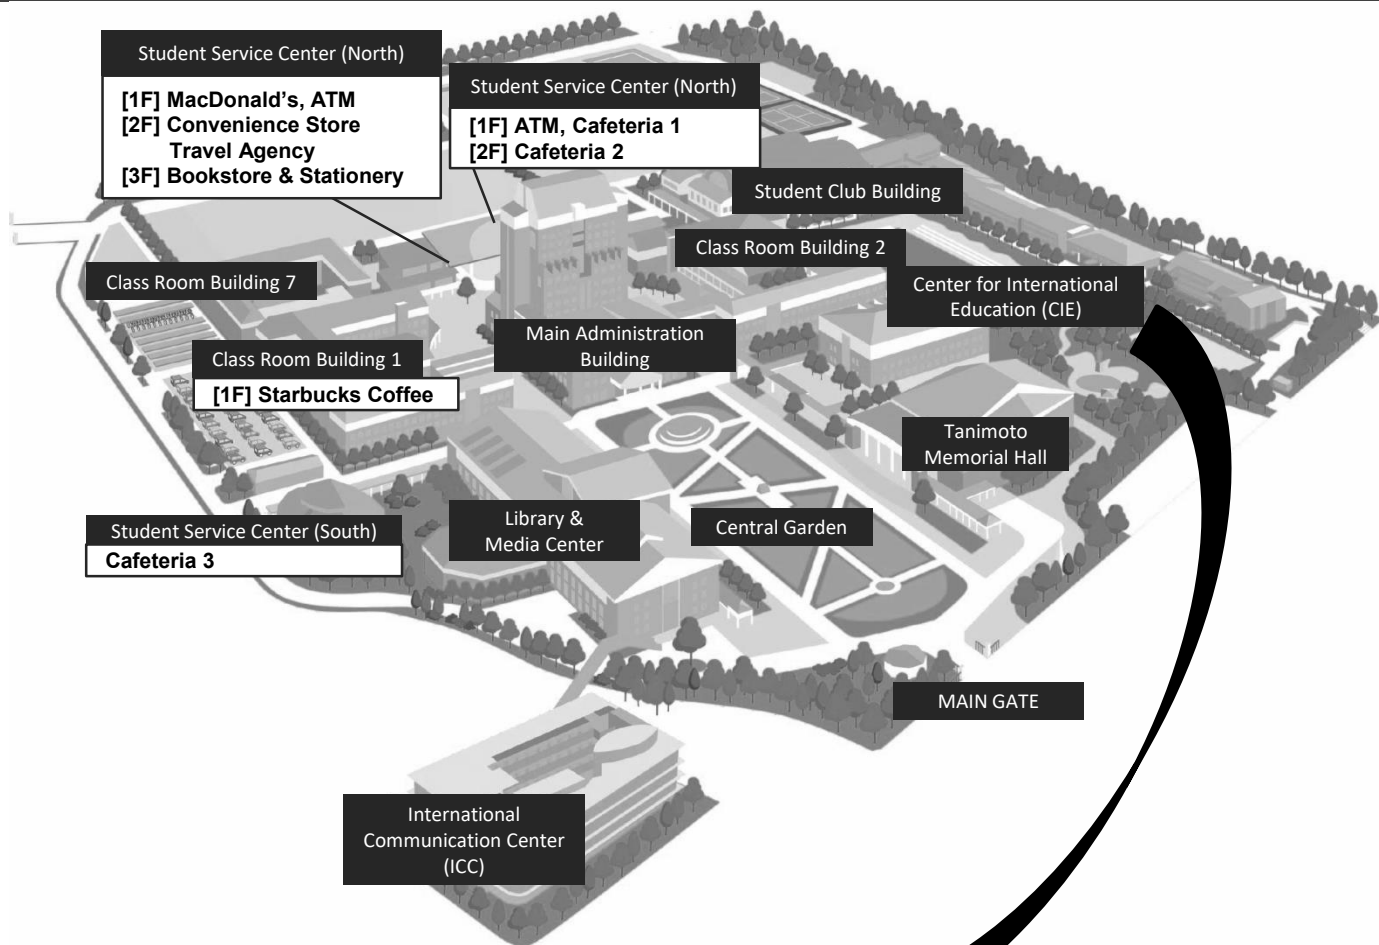 Student Service Center (North)
[1F] MacDonald's, ATM
[2F] Convenience Store
Travel Agency
[3F] Bookstore & Stationery
Student Service Center (North)
[1F] ATM, Cafeteria 1
[2F] Cafeteria 2
Student Club Building
Class Room Building 2
Center for International
Education (CIE)
Class Room Building 7
Main Administration
Building
Class Room Building 1
[1F] Starbucks Coffee
Tanimoto
Memorial Hall
Student Service Center (South)
Cafeteria 3
Library &
Media Center
Central Garden
MAIN GATE
International
Communication Center
(ICC)